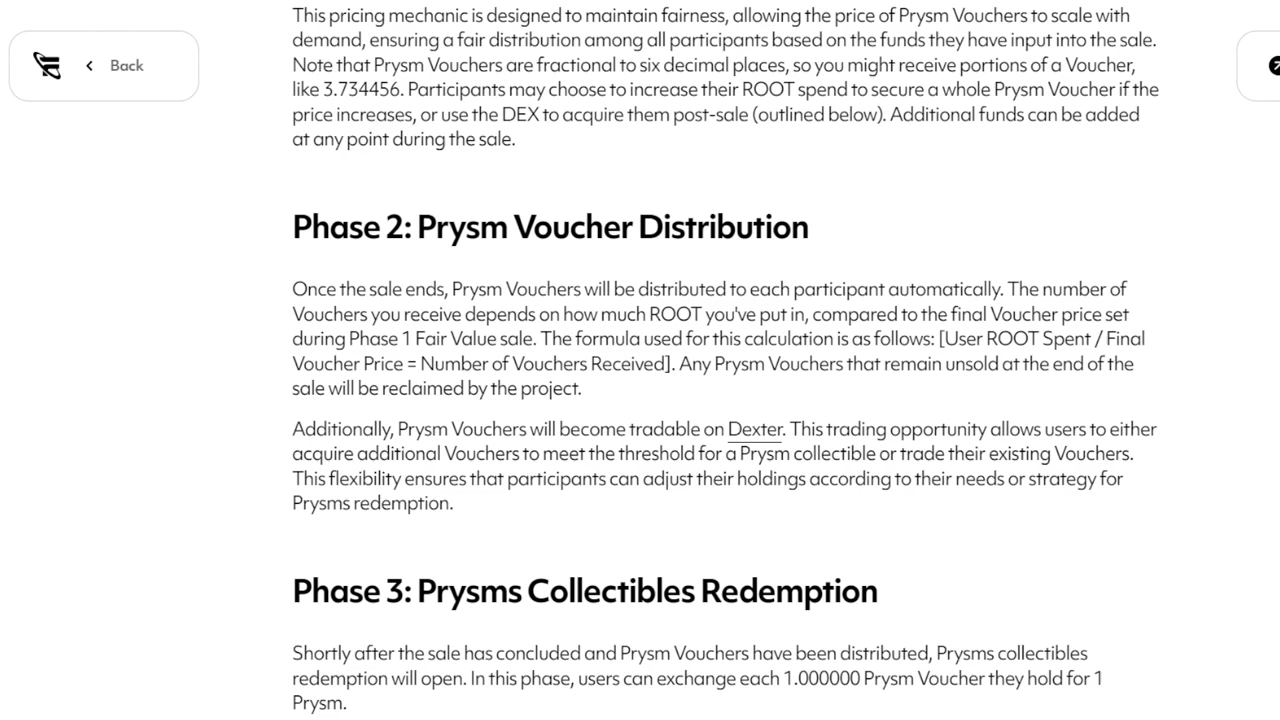 This pricing mechanic is designed to maintain fairness, allowing the price of Prysm Vouchers to scale with
demand, ensuring a fair distribution among all participants based on the funds they have input into the sale.
Back
Note that Prysm Vouchers are fractional to six decimal places, so you might receive portions of a Voucher,
like 3.734456. Participants may choose to increase their ROOT spend to secure a whole Prysm Voucher if the
price increases, or use the DEX to acquire them post-sale (outlined below). Additional funds can be added
at any point during the sale.
Phase 2: Prysm Voucher Distribution
Once the sale ends, Prysm Vouchers will be distributed to each participant automatically. The number of
Vouchers you receive depends on how much ROOT you've put in, compared to the final Voucher price set
during Phase 1 Fair Value sale. The formula used for this calculation is as follows: [User ROOT Spent / Final
Voucher Price = Number of Vouchers Received]. Any Prysm Vouchers that remain unsold at the end of the
sale will be reclaimed by the project.
Additionally, Prysm Vouchers will become tradable on Dexter. This trading opportunity allows users to either
acquire additional Vouchers to meet the threshold for a Prysm collectible or trade their existing Vouchers.
This flexibility ensures that participants can adjust their holdings according to their needs or strategy for
Prysms redemption.
Phase 3: Prysms Collectibles Redemption
Shortly after the sale has concluded and Prysm Vouchers have been distributed, Prysms collectibles
redemption will open. In this phase, users can exchange each 1.000000 Prysm Voucher they hold for 1
Prysm.